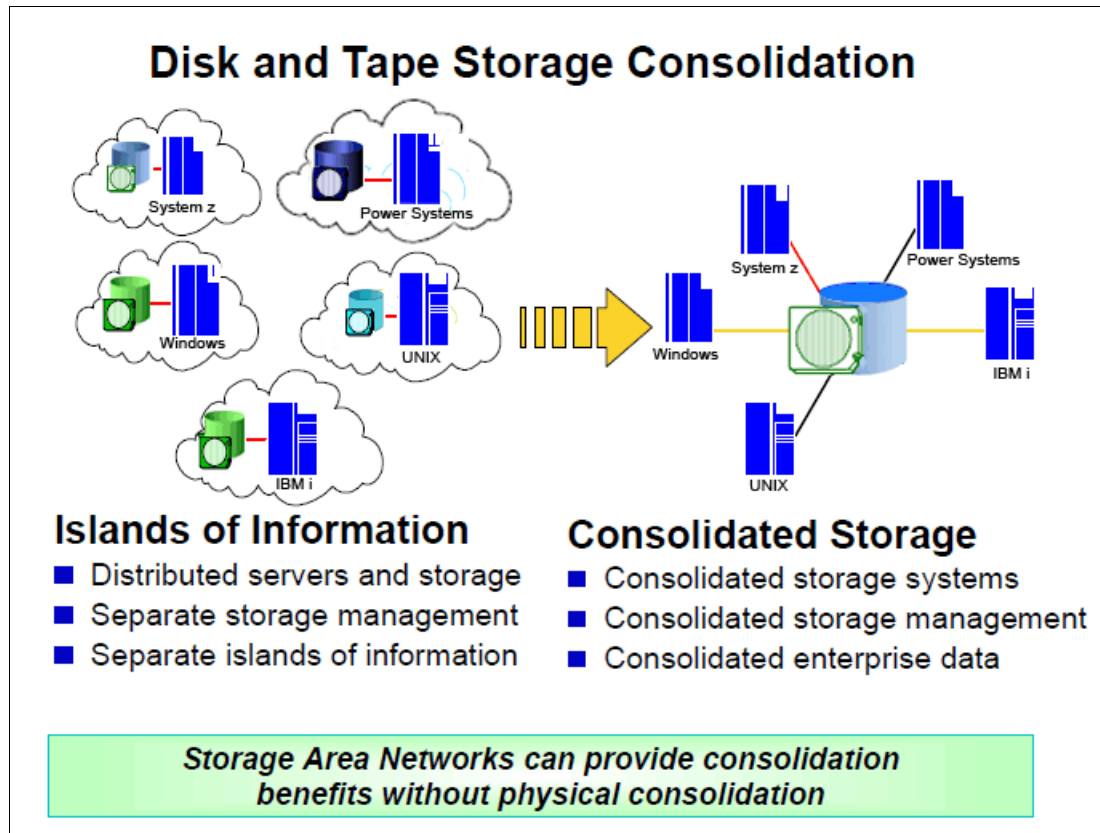 Disk and Tape Storage Consolidation
System z
Power Systems
Windows
UNIX
IBM i
System z
Power Systems
Windows
IBM i
UNIX
Islands of Information
Distributed servers and storage
Separate storage management
Separate islands of information
Consolidated Storage
Consolidated storage systems
Consolidated storage management
Consolidated enterprise data
Storage Area Networks can provide consolidation
benefits without physical consolidation